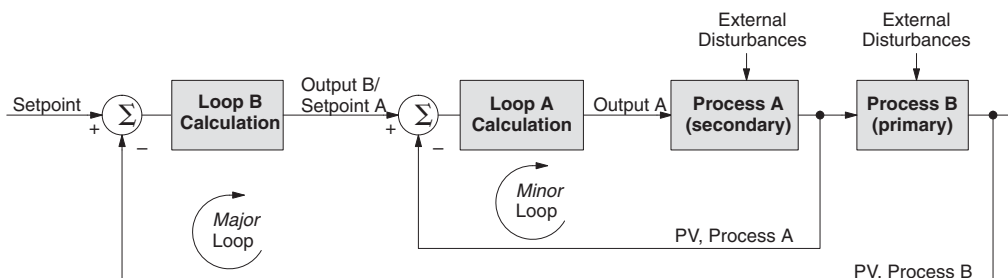 External
Disturbances
External
Disturbances
Setpoint
+
–
Σ
Loop B
Calculation
Output B/
Setpoint A
+
–
Σ
Loop A
Calculation
Output A
Process A
(secondary)
Process B
(primary)
Major
Loop
Minor
Loop
PV, Process A
PV, Process B